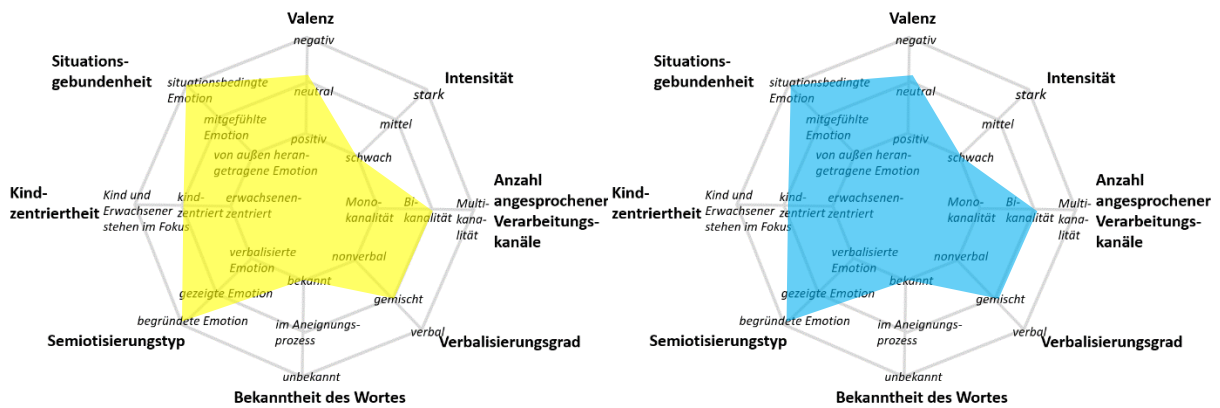 Valenz
negativ
neutral
positiv
Intensität
stark
mittel
schwach
Anzahl
angesprochener
Verarbeitungs-
kanäle
Mono-
kanalität
Bi-
kanalität
Multi-
kana-
lität
Verbalisierungsgrad
nonverbal
gemischt
verbal
Bekanntheit des Wortes
bekannt
im Aneignungs-
prozess
unbekannt
Semiotisierungstyp
verbalisierte
Emotion
gezeigte Emotion
begründete Emotion
Kind-
zentriertheit
Kind und
Erwachsener
stehen im Fokus
kind-
zentriert
erwachsenen-
zentriert
Situations-
gebundenheit
situationsbedingte
Emotion
mitgefühlte
Emotion
von außen heran-
getragene Emotion
Valenz
negativ
neutral
positiv
Intensität
stark
mittel
schwach
Anzahl
angesprochener
Verarbeitungs-
kanäle
Mono-
kanalität
Bi-
kanalität
Multi-
kana-
lität
Verbalisierungsgrad
nonverbal
gemischt
verbal
Bekanntheit des Wortes
bekannt
im Aneignungs-
prozess
unbekannt
Semiotisierungstyp
verbalisierte
Emotion
gezeigte Emotion
begründete Emotion
Kind-
zentriertheit
Kind und
Erwachsener
stehen im Fokus
kind-
zentriert
erwachsenen-
zentriert
Situations-
gebundenheit
situationsbedingte
Emotion
mitgefühlte
Emotion
von außen heran-
getragene Emotion